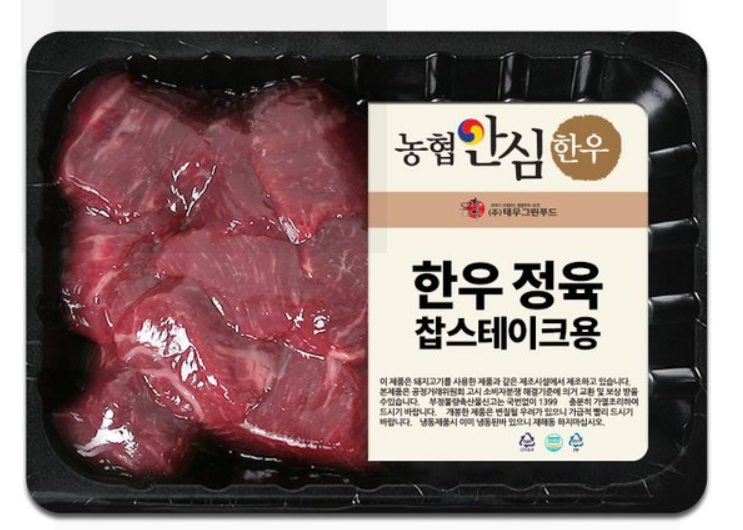 농협 안심 한우
(주)태우그린푸드
한우 정육
찹스테이크용
이 제품은 돼지고기를 사용한 제품과 같은 제조시설에서 제조하고 있습니다.
본제품은 공정거래위원회 고시 소비자분쟁 해결기준에 의거 교환 및 보상 받을
수있습니다. 부정불량축산물신고는 국번없이 1399 충분히 가열조리하여
드시기 바랍니다. 개봉한 제품은 변질될 우려가 있으니 가급적 빨리 드시기
바랍니다. 냉동제품시 이미 냉동된바 있으니 재해동 하지마십시오.